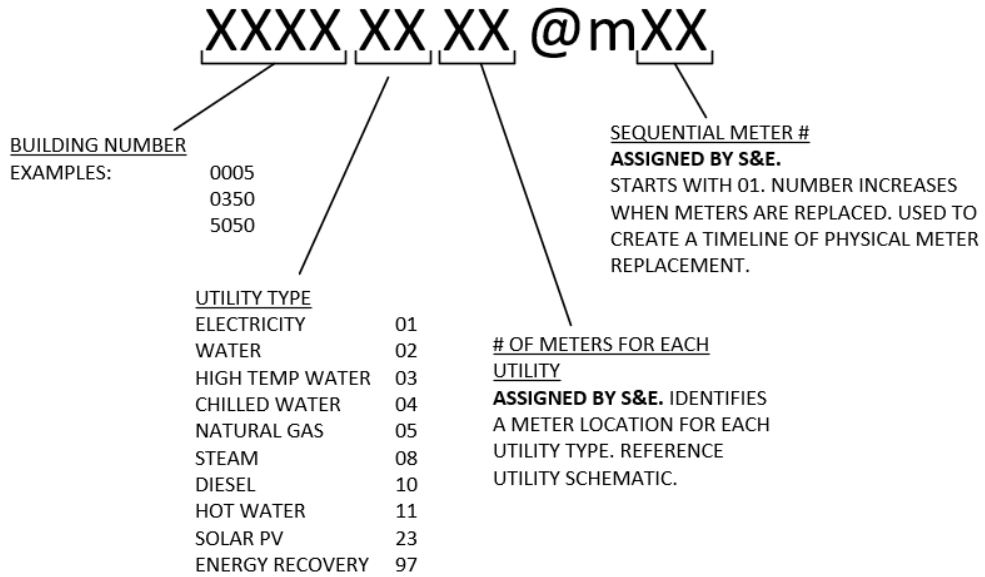 XXXX XX XX @mXX
BUILDING NUMBER
EXAMPLES: 0005
0350
5050
SEQUENTIAL METER #
ASSIGNED BY S&E.
STARTS WITH 01. NUMBER INCREASES
WHEN METERS ARE REPLACED. USED TO
CREATE A TIMELINE OF PHYSICAL METER
REPLACEMENT.
UTILITY TYPE
ELECTRICITY 01
WATER 02
HIGH TEMP WATER 03
CHILLED WATER 04
NATURAL GAS 05
STEAM 08
DIESEL 10
HOT WATER 11
SOLAR PV 23
ENERGY RECOVERY 97
# OF METERS FOR EACH
UTILITY
ASSIGNED BY S&E. IDENTIFIES
A METER LOCATION FOR EACH
UTILITY TYPE. REFERENCE
UTILITY SCHEMATIC.